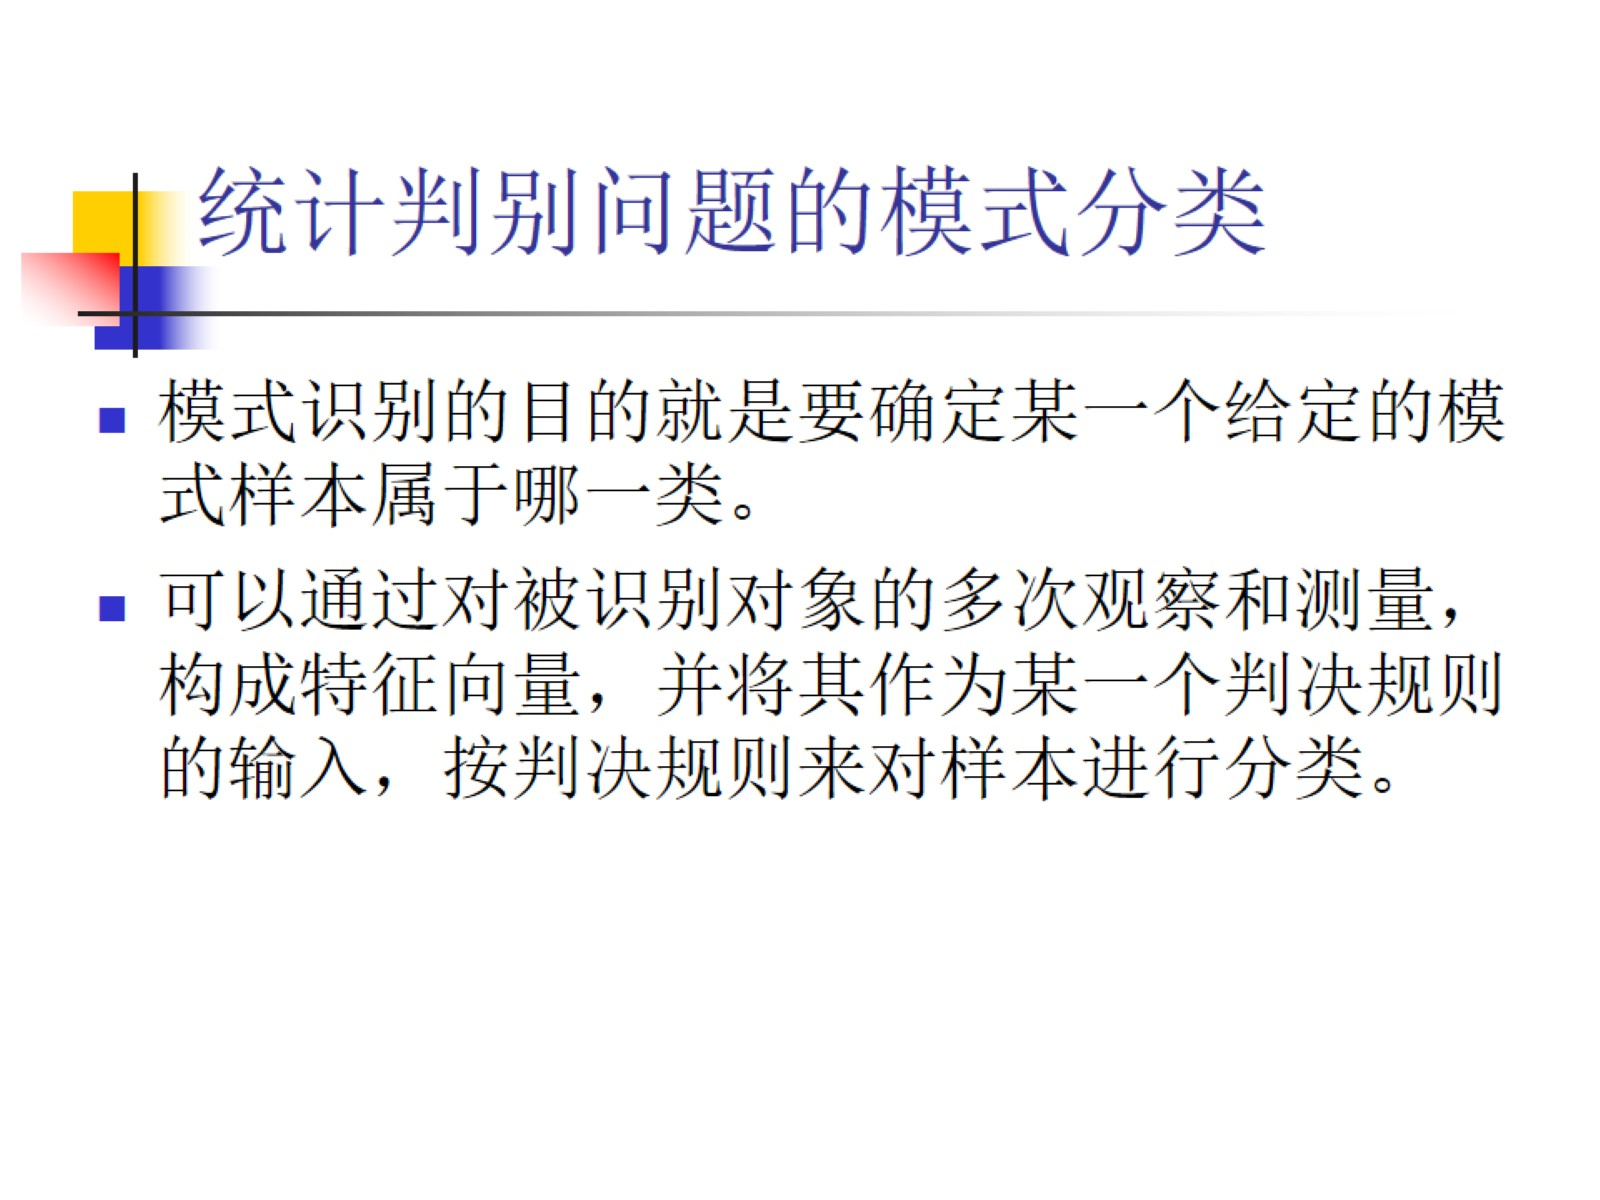 统计判别问题的模式分类
模式识别的目的就是要确定某一个给定的模
式样本属于哪一类。
可以通过对被识别对象的多次观察和测量，
构成特征向量，并将其作为某一个判决规则
的输入，按判决规则来对样本进行分类。